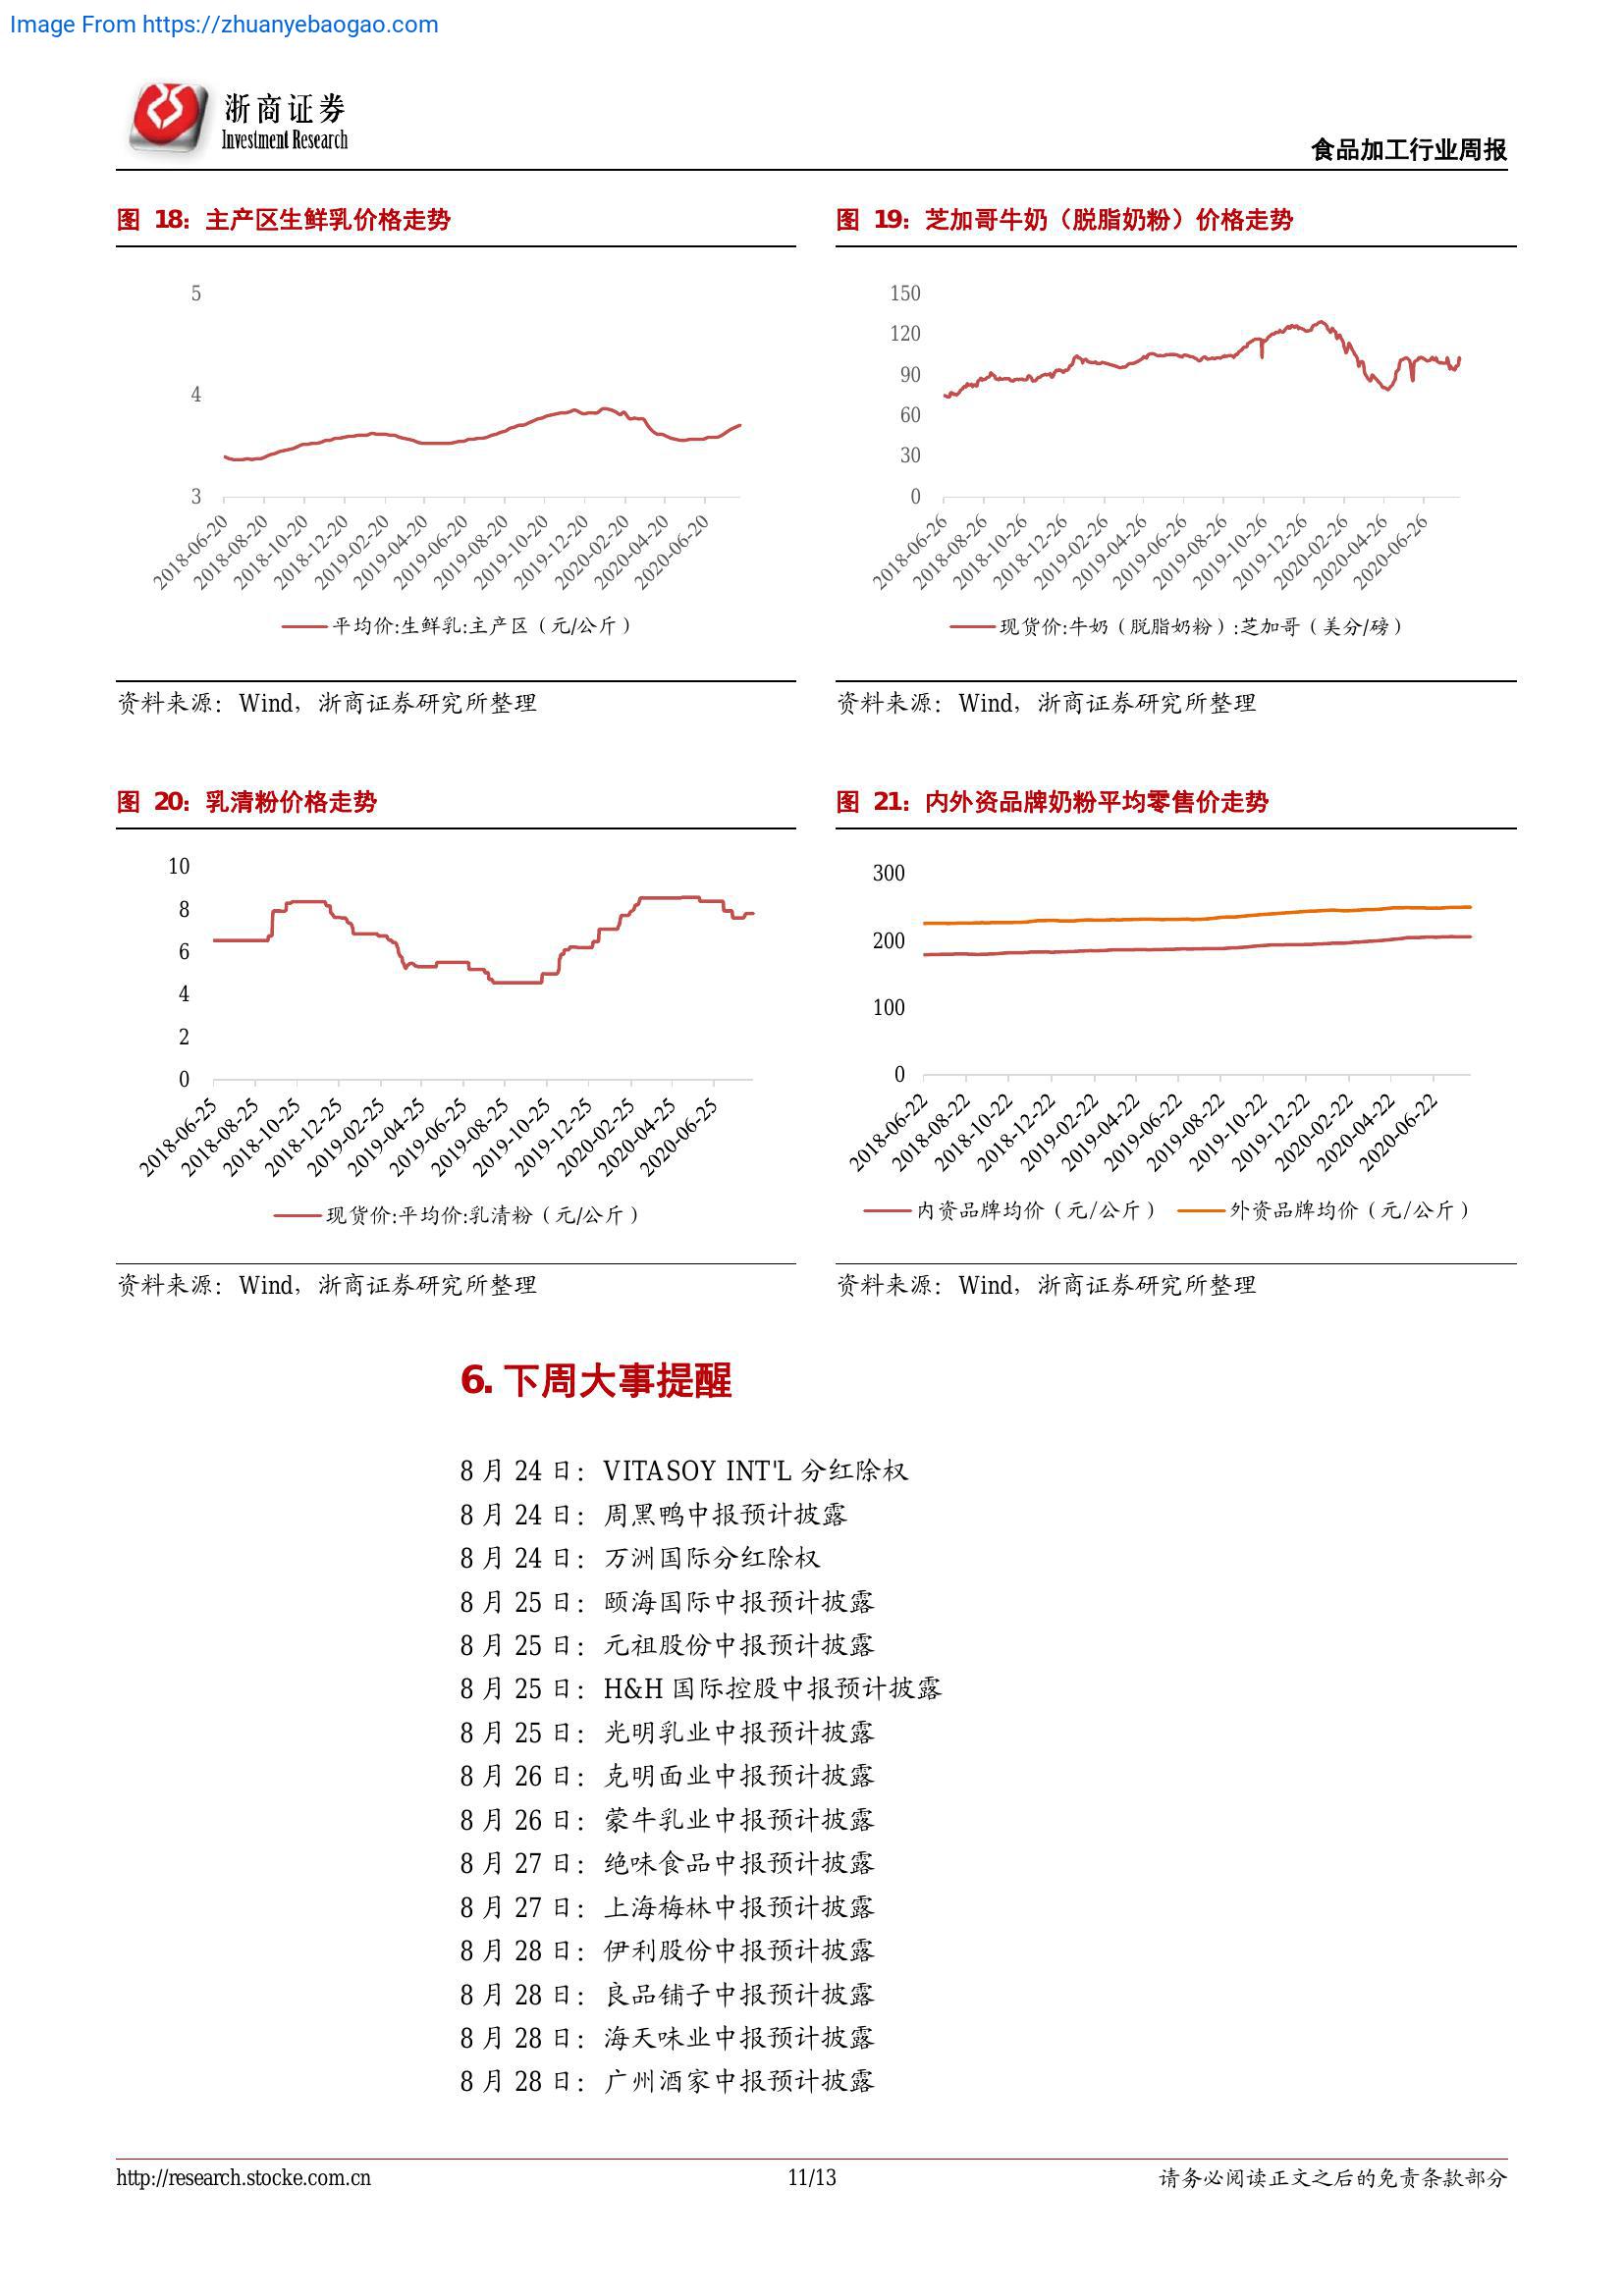 Image From https://zhuanyebaogao.com
浙商证券
Investment Research
食品加工行业周报
图 18：主产区生鲜乳价格走势
5
4
3
2018-06-20
2018-08-20
2018-10-20
2018-12-20
2019-02-20
2019-04-20
2019-06-20
2019-08-20
2019-10-20
2019-12-20
2020-02-20
2020-04-20
2020-06-20
平均价:生鲜乳:主产区（元/公斤）
资料来源：Wind，浙商证券研究所整理
图 19：芝加哥牛奶（脱脂奶粉）价格走势
150
120
90
60
30
0
2018-06-26
2018-08-26
2018-10-26
2018-12-26
2019-02-26
2019-04-26
2019-06-26
2019-08-26
2019-10-26
2019-12-26
2020-02-26
2020-04-26
2020-06-26
现货价:牛奶（脱脂奶粉）:芝加哥（美分/磅）
资料来源：Wind，浙商证券研究所整理
图 20：乳清粉价格走势
10
8
6
4
2
0
2018-06-25
2018-08-25
2018-10-25
2018-12-25
2019-02-25
2019-04-25
2019-06-25
2019-08-25
2019-10-25
2019-12-25
2020-02-25
2020-04-25
2020-06-25
现货价:平均价:乳清粉（元/公斤）
资料来源：Wind，浙商证券研究所整理
图 21：内外资品牌奶粉平均零售价走势
300
200
100
0
2018-06-22
2018-08-22
2018-10-22
2018-12-22
2019-02-22
2019-04-22
2019-06-22
2019-08-22
2019-10-22
2019-12-22
2020-02-22
2020-04-22
2020-06-22
内资品牌均价（元/公斤） 外资品牌均价（元/公斤）
资料来源：Wind，浙商证券研究所整理
6. 下周大事提醒
8 月 24 日：VITASOY INT'L 分红除权
8 月 24 日：周黑鸭中报预计披露
8 月 24 日：万洲国际分红除权
8 月 25 日：颐海国际中报预计披露
8 月 25 日：元祖股份中报预计披露
8 月 25 日：H&H 国际控股中报预计披露
8 月 25 日：光明乳业中报预计披露
8 月 26 日：克明面业中报预计披露
8 月 26 日：蒙牛乳业中报预计披露
8 月 27 日：绝味食品中报预计披露
8 月 27 日：上海梅林中报预计披露
8 月 28 日：伊利股份中报预计披露
8 月 28 日：良品铺子中报预计披露
8 月 28 日：海天味业中报预计披露
8 月 28 日：广州酒家中报预计披露
http://research.stocke.com.cn 11/13 请务必阅读正文之后的免责条款部分